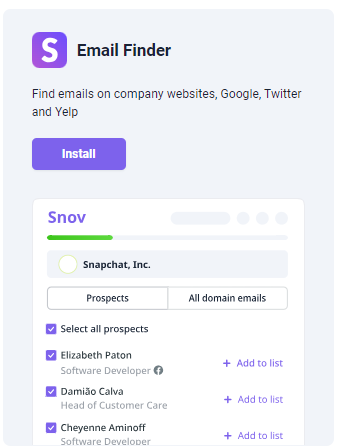 S Email Finder
Find emails on company websites, Google, Twitter
and Yelp
Install
Snov
Snapchat, Inc.
Prospects All domain emails
Select all prospects
Elizabeth Paton
Software Developer + Add to list
Damião Calva
Head of Customer Care + Add to list
Cheyenne Aminoff
Software Developer + Add to list